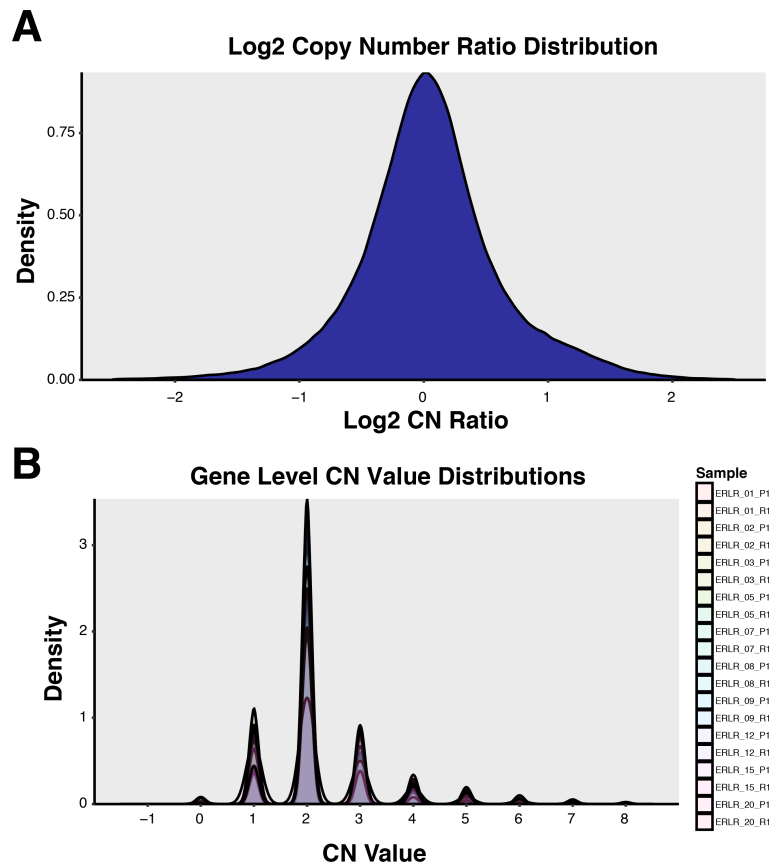 A
Log2 Copy Number Ratio Distribution
0.75
0.50
0.25
0.00
Density
−2 −1 0 1 2
Log2 CN Ratio
B
Gene Level CN Value Distributions
3
2
1
0
Density
−1 0 1 2 3 4 5 6 7 8
CN Value
Sample
ERLR_01_P1
ERLR_01_R1
ERLR_02_P1
ERLR_02_R1
ERLR_03_P1
ERLR_03_R1
ERLR_05_P1
ERLR_05_R1
ERLR_07_P1
ERLR_07_R1
ERLR_08_P1
ERLR_08_R1
ERLR_09_P1
ERLR_09_R1
ERLR_12_P1
ERLR_12_R1
ERLR_15_P1
ERLR_15_R1
ERLR_20_P1
ERLR_20_R1